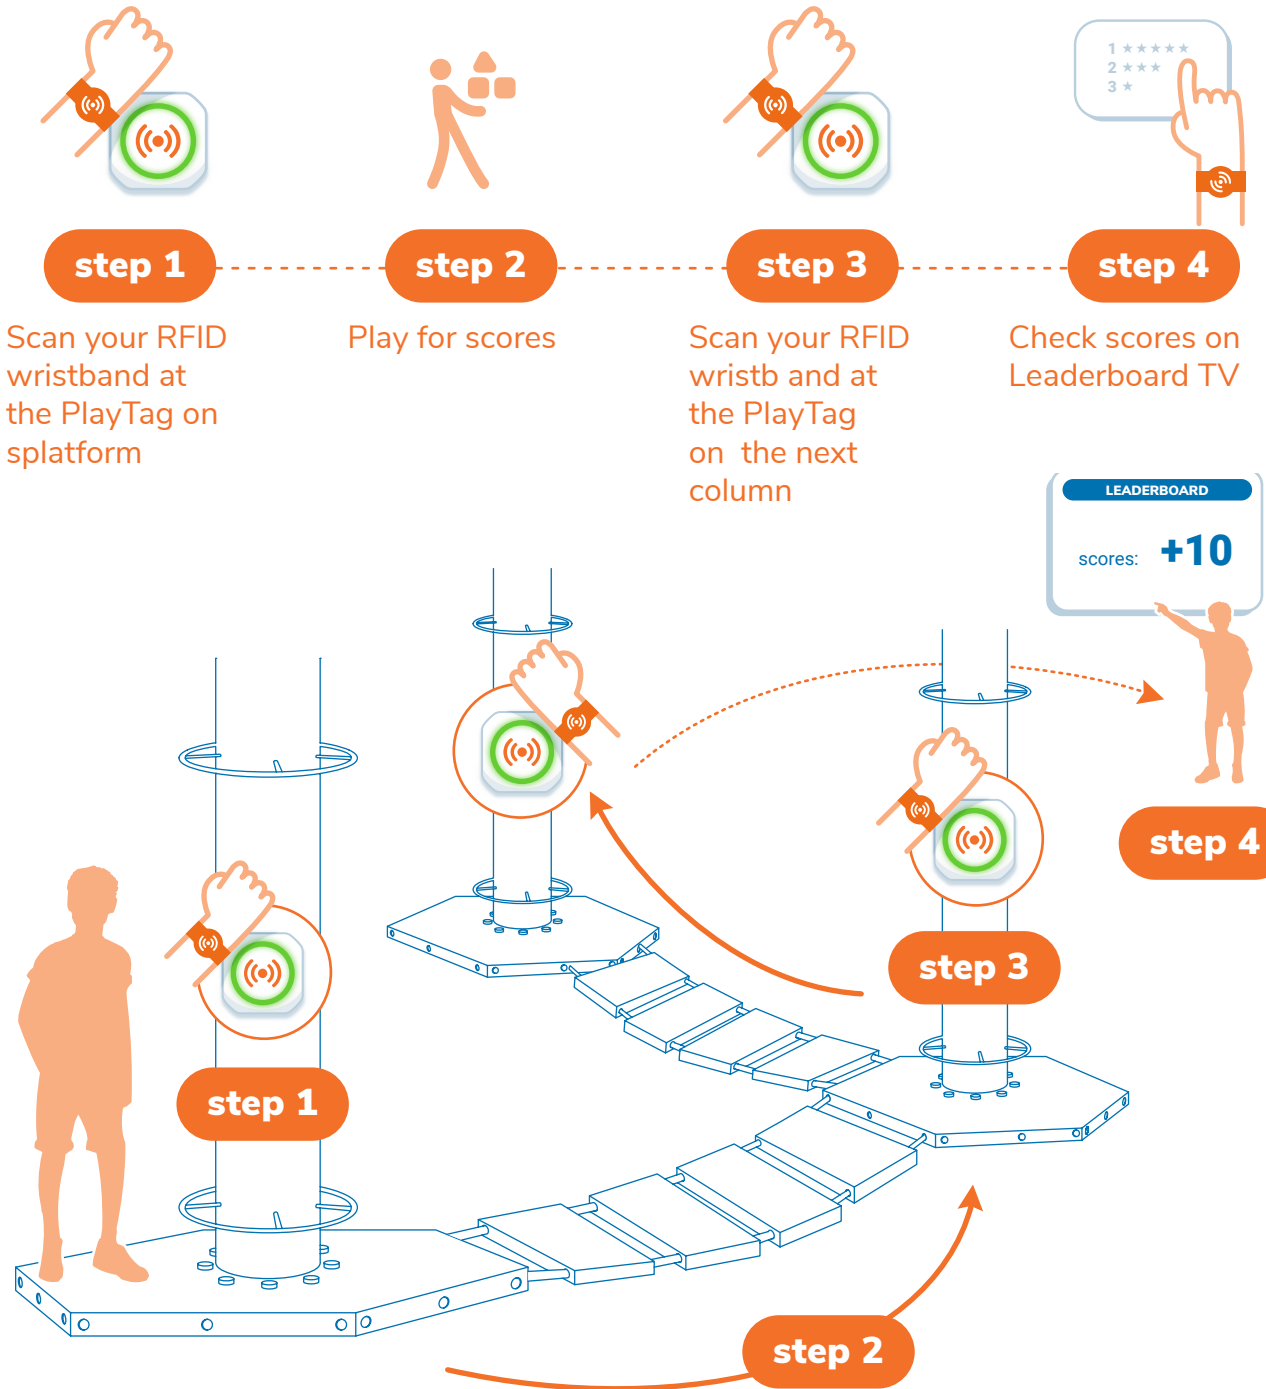 1 ★★★★★
2 ★★★
3 ★
step 1
step 2
step 3
step 4
Scan your RFID
wristband at
the PlayTag on
splatform
Play for scores
Scan your RFID
wristb and at
the PlayTag
on the next
column
Check scores on
Leaderboard TV
LEADERBOARD
scores: +10
step 4
step 3
step 1
step 2